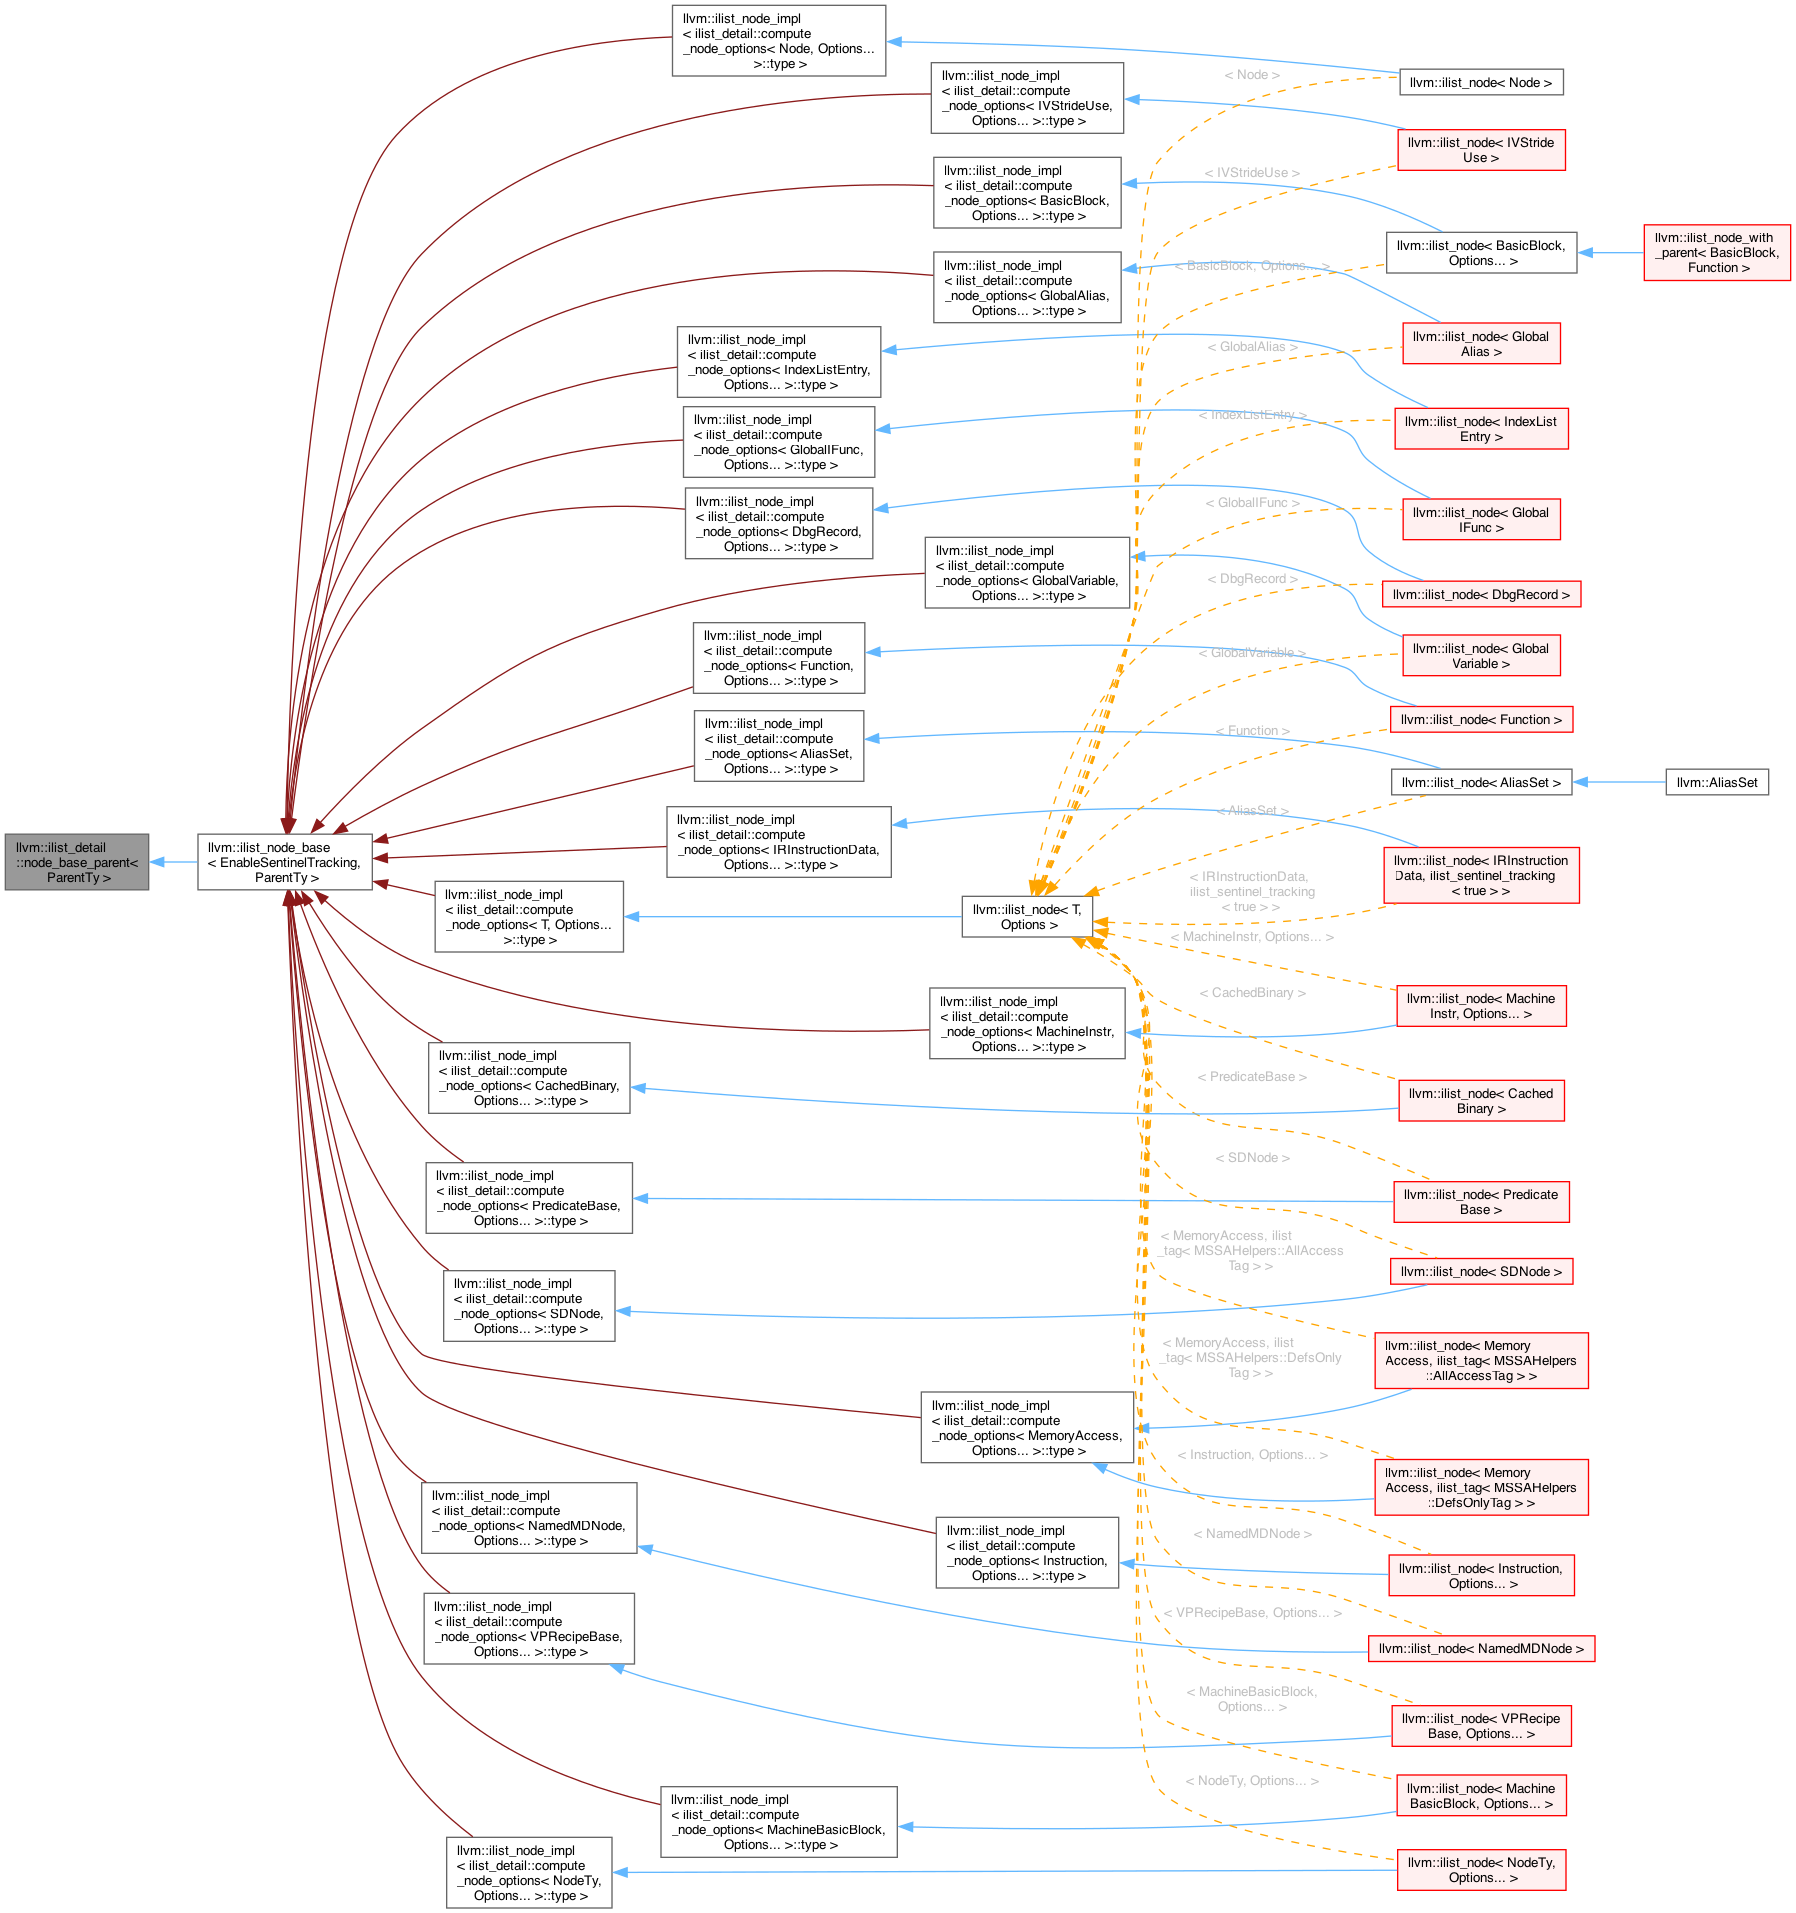 llvm::ilist_node_impl
< ilist_detail::compute
_node_options< Node, Options...
>::type >
llvm::ilist_node_impl
< ilist_detail::compute
_node_options< IVStrideUse,
Options... >::type >
llvm::ilist_node_impl
< ilist_detail::compute
_node_options< BasicBlock,
Options... >::type >
llvm::ilist_node_impl
< ilist_detail::compute
_node_options< GlobalAlias,
Options... >::type >
llvm::ilist_node_impl
< ilist_detail::compute
_node_options< IndexListEntry,
Options... >::type >
llvm::ilist_node_impl
< ilist_detail::compute
_node_options< GlobalIFunc,
Options... >::type >
llvm::ilist_node_impl
< ilist_detail::compute
_node_options< DbgRecord,
Options... >::type >
llvm::ilist_node_impl
< ilist_detail::compute
_node_options< GlobalVariable,
Options... >::type >
llvm::ilist_node_impl
< ilist_detail::compute
_node_options< Function,
Options... >::type >
llvm::ilist_node_impl
< ilist_detail::compute
_node_options< AliasSet,
Options... >::type >
llvm::ilist_node_impl
< ilist_detail::compute
_node_options< IRInstructionData,
Options... >::type >
llvm::ilist_detail
::node_base_parent<
ParentTy >
llvm::ilist_node_base
< EnableSentinelTracking,
ParentTy >
llvm::ilist_node_impl
< ilist_detail::compute
_node_options< T, Options...
>::type >
llvm::ilist_node< T,
Options >
llvm::ilist_node_impl
< ilist_detail::compute
_node_options< MachineInstr,
Options... >::type >
llvm::ilist_node_impl
< ilist_detail::compute
_node_options< CachedBinary,
Options... >::type >
llvm::ilist_node_impl
< ilist_detail::compute
_node_options< PredicateBase,
Options... >::type >
llvm::ilist_node_impl
< ilist_detail::compute
_node_options< SDNode,
Options... >::type >
llvm::ilist_node_impl
< ilist_detail::compute
_node_options< MemoryAccess,
Options... >::type >
llvm::ilist_node_impl
< ilist_detail::compute
_node_options< NamedMDNode,
Options... >::type >
llvm::ilist_node_impl
< ilist_detail::compute
_node_options< Instruction,
Options... >::type >
llvm::ilist_node_impl
< ilist_detail::compute
_node_options< VPRecipeBase,
Options... >::type >
llvm::ilist_node_impl
< ilist_detail::compute
_node_options< MachineBasicBlock,
Options... >::type >
llvm::ilist_node_impl
< ilist_detail::compute
_node_options< NodeTy,
Options... >::type >
< Node >
< IVStrideUse >
< BasicBlock, Options... >
< GlobalAlias >
< IndexListEntry >
< GlobalIFunc >
< DbgRecord >
< GlobalVariable >
< Function >
< AliasSet >
< IRInstructionData,
ilist_sentinel_tracking
< true > >
< MachineInstr, Options... >
< CachedBinary >
< PredicateBase >
< SDNode >
< MemoryAccess, ilist
_tag< MSSAHelpers::AllAccess
Tag > >
< MemoryAccess, ilist
_tag< MSSAHelpers::DefsOnly
Tag > >
< Instruction, Options... >
< NamedMDNode >
< VPRecipeBase, Options... >
< MachineBasicBlock,
Options... >
< NodeTy, Options... >
llvm::ilist_node< Node >
llvm::ilist_node< IVStride
Use >
llvm::ilist_node< BasicBlock,
Options... >
llvm::ilist_node_with
_parent< BasicBlock,
Function >
llvm::ilist_node< Global
Alias >
llvm::ilist_node< IndexList
Entry >
llvm::ilist_node< Global
IFunc >
llvm::ilist_node< DbgRecord >
llvm::ilist_node< Global
Variable >
llvm::ilist_node< Function >
llvm::ilist_node< AliasSet >
llvm::AliasSet
llvm::ilist_node< IRInstruction
Data, ilist_sentinel_tracking
< true > >
llvm::ilist_node< Machine
Instr, Options... >
llvm::ilist_node< Cached
Binary >
llvm::ilist_node< Predicate
Base >
llvm::ilist_node< SDNode >
llvm::ilist_node< Memory
Access, ilist_tag< MSSAHelpers
::AllAccessTag > >
llvm::ilist_node< Memory
Access, ilist_tag< MSSAHelpers
::DefsOnlyTag > >
llvm::ilist_node< Instruction,
Options... >
llvm::ilist_node< NamedMDNode >
llvm::ilist_node< VPRecipe
Base, Options... >
llvm::ilist_node< Machine
BasicBlock, Options... >
llvm::ilist_node< NodeTy,
Options... >